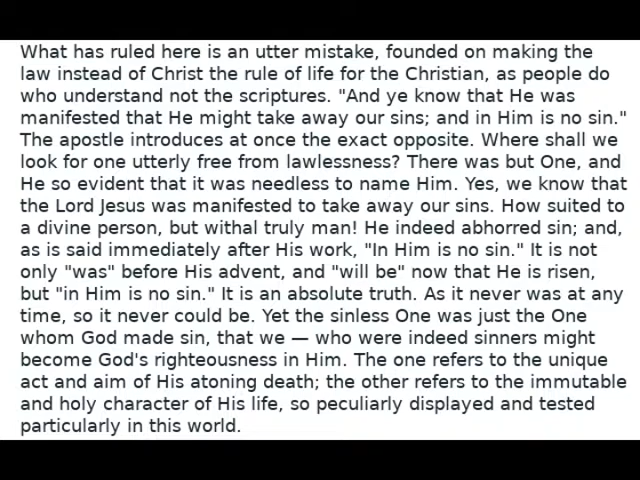 What has ruled here is an utter mistake, founded on making the
law instead of Christ the rule of life for the Christian, as people do
who understand not the scriptures. "And ye know that He was
manifested that He might take away our sins; and in Him is no sin."
The apostle introduces at once the exact opposite. Where shall we
look for one utterly free from lawlessness? There was but One, and
He so evident that it was needless to name Him. Yes, we know that
the Lord Jesus was manifested to take away our sins. How suited to
a divine person, but withal truly man! He indeed abhorred sin; and,
as is said immediately after His work, "In Him is no sin." It is not
only "was" before His advent, and "will be" now that He is risen,
but "in Him is no sin." It is an absolute truth. As it never was at any
time, so it never could be. Yet the sinless One was just the One
whom God made sin, that we — who were indeed sinners might
become God's righteousness in Him. The one refers to the unique
act and aim of His atoning death; the other refers to the immutable
and holy character of His life, so peculiarly displayed and tested
particularly in this world.